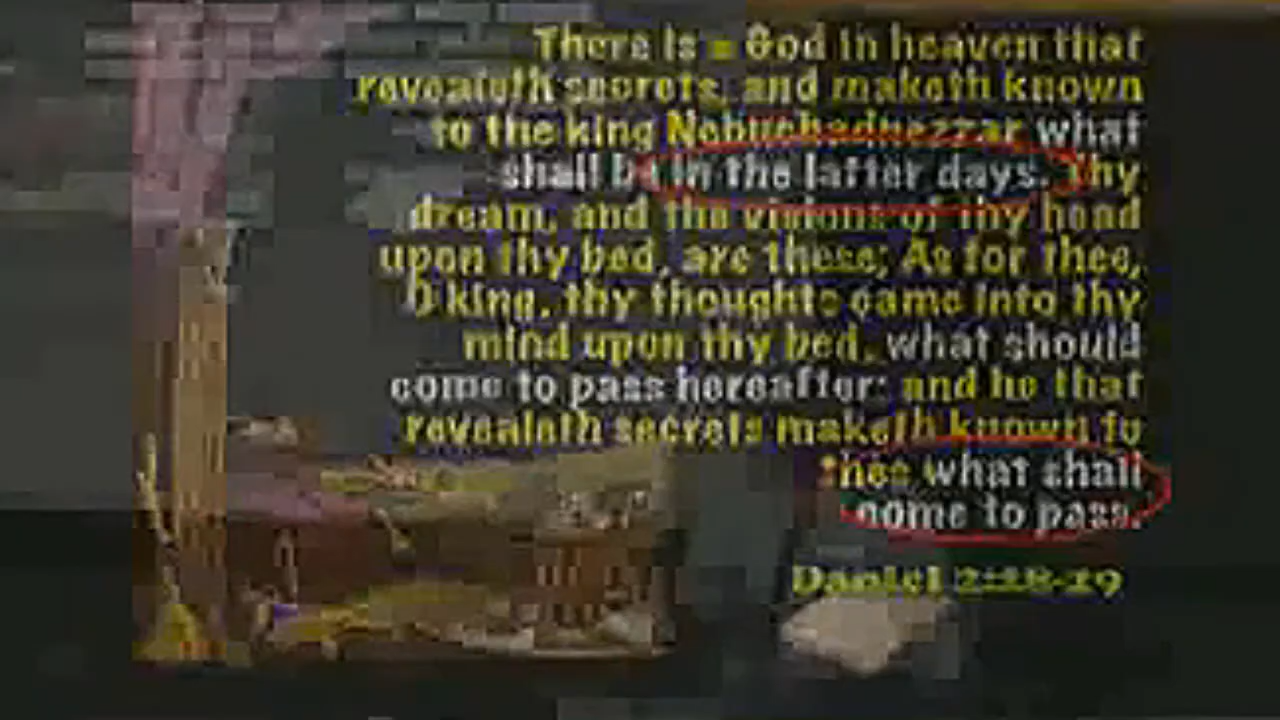 There is a God in heaven that
revealeth secrets, and maketh known
to the king Nebuchadnezzar what
shall be in the latter days. Thy
dream, and the visions of thy head
upon thy bed, are these; As for thee,
O king, thy thoughts came into thy
mind upon thy bed, what should
come to pass hereafter: and he that
revealeth secrets maketh known to
thee what shall
come to pass.
Daniel 2:28-29